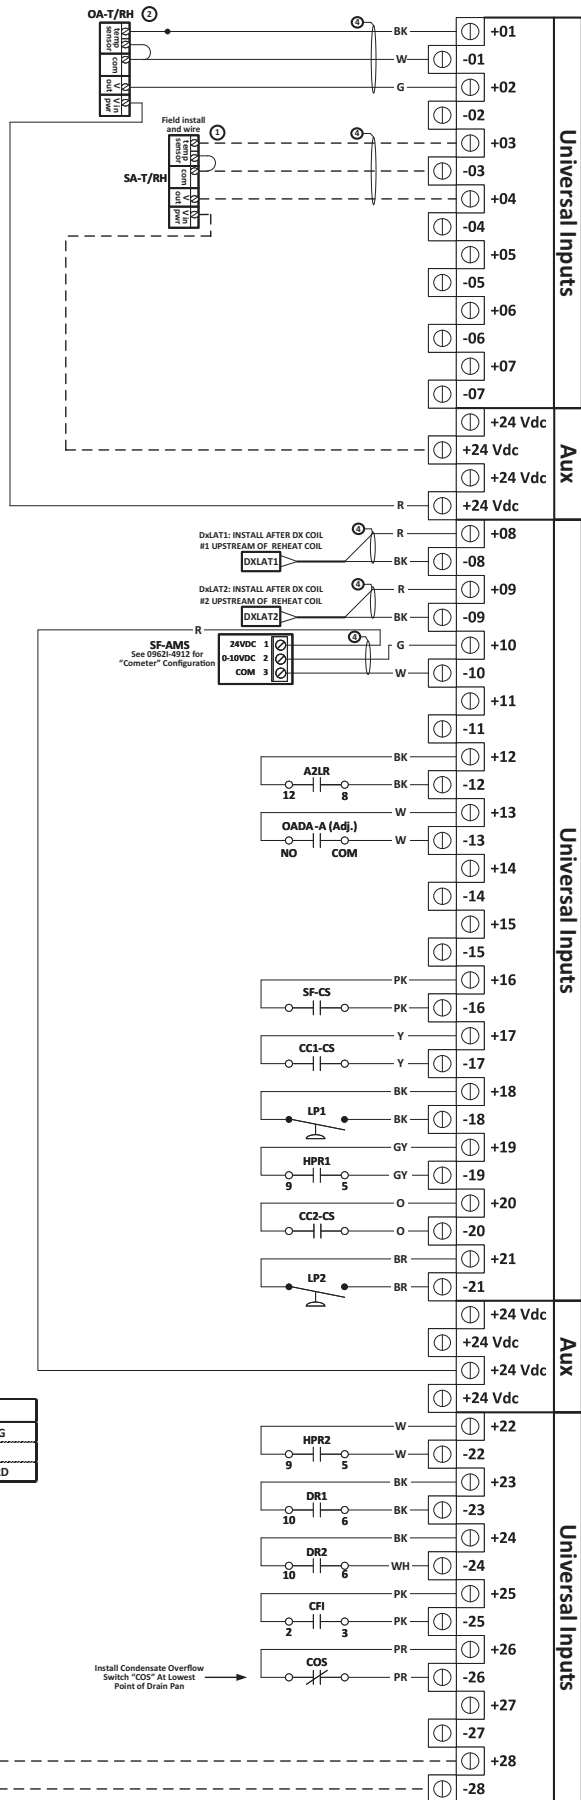 OA-T/RH 2
temp sensor
com
V out
V in pwr
4
BK +01
W -01
G +02
-02
Field install
and wire
1
4
+03
temp sensor
com
V out
V in pwr
SA-T/RH
-03
+04
-04
+05
-05
+06
-06
+07
-07
Universal Inputs
+24 Vdc
+24 Vdc
+24 Vdc
R +24 Vdc
Aux
DxLAT1: INSTALL AFTER DX COIL
#1 UPSTREAM OF REHEAT COIL
4
DXLAT1
R +08
BK -08
DxLAT2: INSTALL AFTER DX COIL
#2 UPSTREAM OF REHEAT COIL
4
DXLAT2
R +09
BK -09
R
SF-AMS
See 0962I-4912 for
"Cometer" Configuration
24VDC 1
0-10VDC 2
COM 3
4
G +10
W -10
+11
-11
BK +12
A2LR
12 8
BK -12
W +13
OADA-A (Adj.)
NO COM
W -13
+14
-14
+15
-15
PK +16
SF-CS
PK -16
Y +17
CC1-CS
Y -17
BK +18
LP1
BK -18
GY +19
HPR1
9 5
GY -19
O +20
CC2-CS
O -20
BR +21
LP2
BR -21
Universal Inputs
+24 Vdc
+24 Vdc
+24 Vdc
+24 Vdc
Aux
G
RD
W +22
HPR2
9 5
W -22
BK +23
DR1
10 6
BK -23
BK +24
DR2
10 6
WH -24
PK +25
CFI
2 3
PK -25
PR +26
COS
PR -26
Install Condensate Overflow
Switch "COS" At Lowest
Point of Drain Pan
+27
-27
+28
-28
Universal Inputs